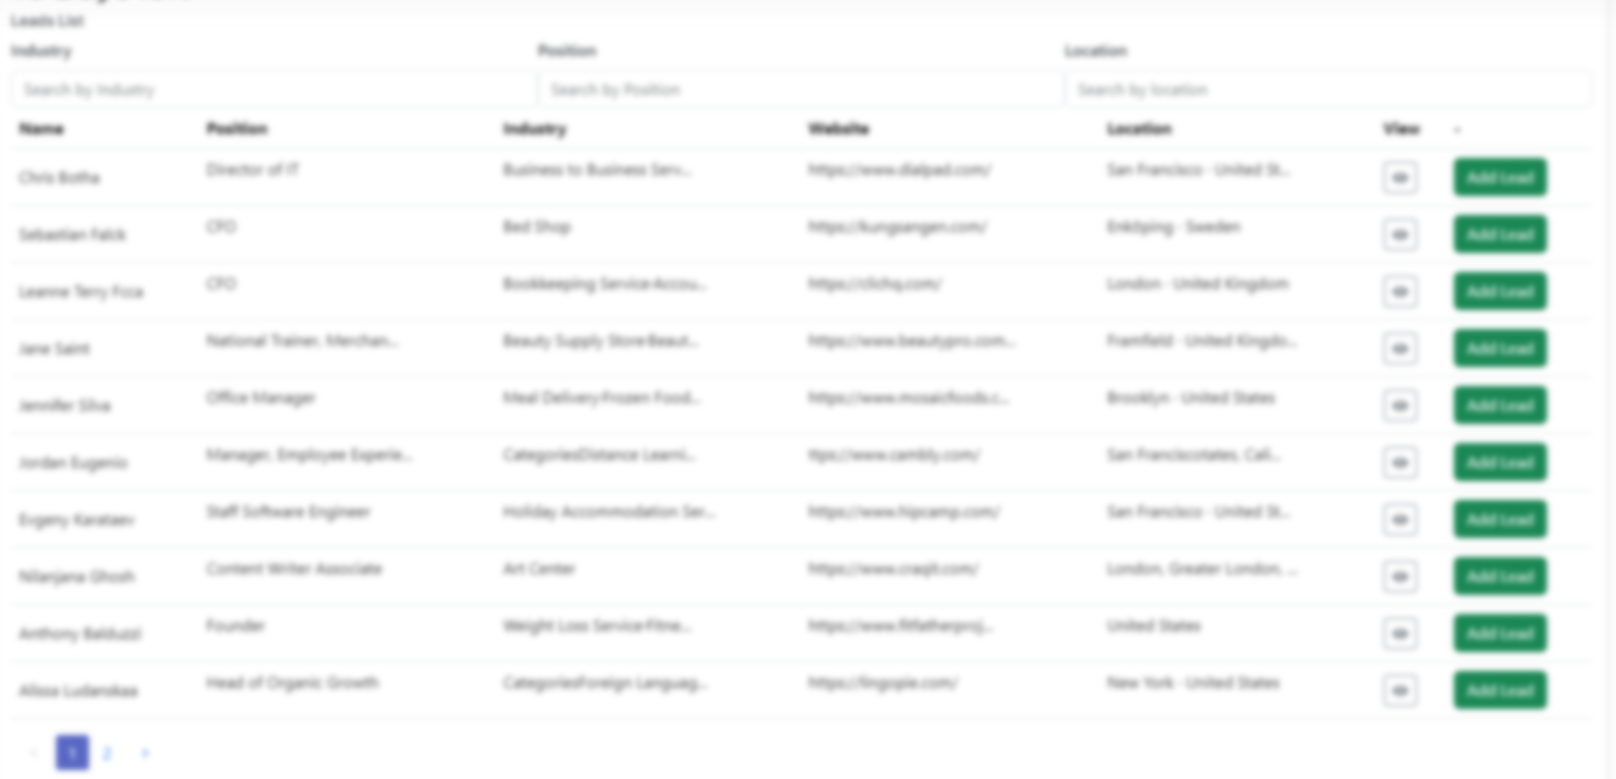 Leads List
Industry Position Location
Search by Industry Search by Position Search by location
Name Position Industry Website Location View -
Chris Botha Director of IT Business to Business Serv... https://www.dialpad.com/ San Francisco - United St... Add Lead
Sebastian Falck CFO Bed Shop https://kungsangen.com/ Enköping - Sweden Add Lead
Leanne Terry Fcca CFO Bookkeeping Service-Accou... https://clichq.com/ London - United Kingdom Add Lead
Jane Saint National Trainer, Merchan... Beauty Supply Store-Beaut... https://www.beautypro.com... Framfield - United Kingdo... Add Lead
Jennifer Silva Office Manager Meal Delivery-Frozen Food... https://www.mosaicfoods.c... Brooklyn - United States Add Lead
Jordan Eugenio Manager, Employee Experie... CategoriesDistance Learni... ttps://www.cambly.com/ San Franciscotates, Cali... Add Lead
Evgeny Karataev Staff Software Engineer Holiday Accommodation Ser... https://www.hipcamp.com/ San Francisco - United St... Add Lead
Nilanjana Ghosh Content Writer Associate Art Center London, Greater London, ... Add Lead
Anthony Balduzzi Founder Weight Loss Service-Fitne... https://www.fitfatherproj... United States Add Lead
Alissa Ludanskaa Head of Organic Growth CategoriesForeign Languag... https://lingopie.com/ New York - United States Add Lead
1 2